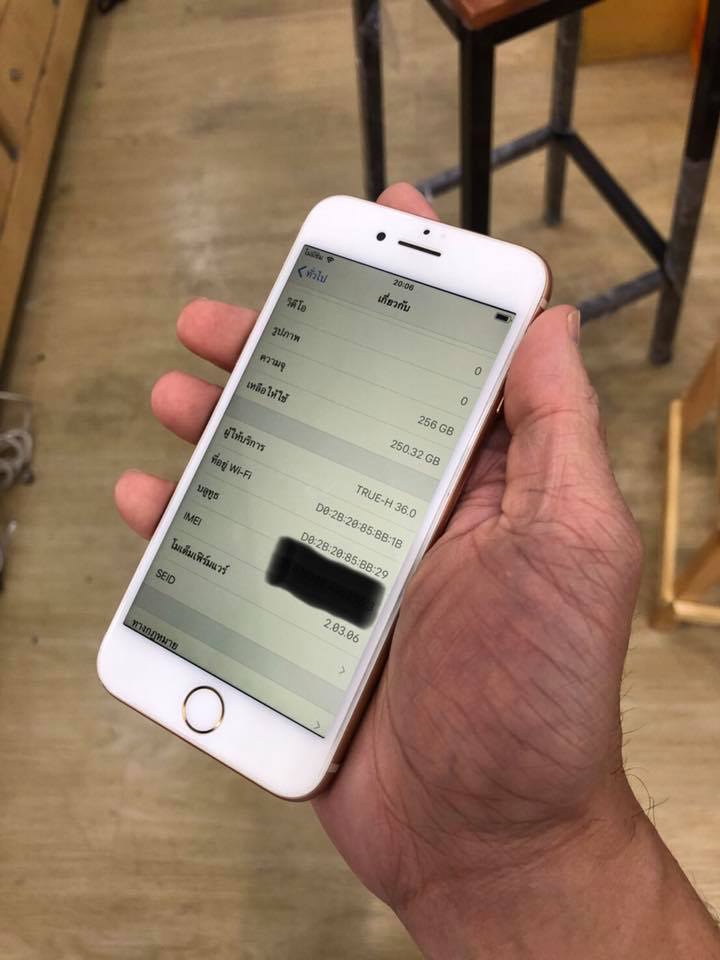 ไม่มีซิม
20:06
ทั่วไป
เกี่ยวกับ
วิดีโอ 0
รูปภาพ 0
ความจุ 256 GB
เหลือให้ใช้ 250.32 GB
ผู้ให้บริการ TRUE-H 36.0
ที่อยู่ Wi-Fi D0:2B:20:85:BB:1B
บลูทูธ D0:2B:20:85:BB:29
IMEI
โมเด็มเฟิร์มแวร์ 2.03.06
SEID
ทางกฎหมาย